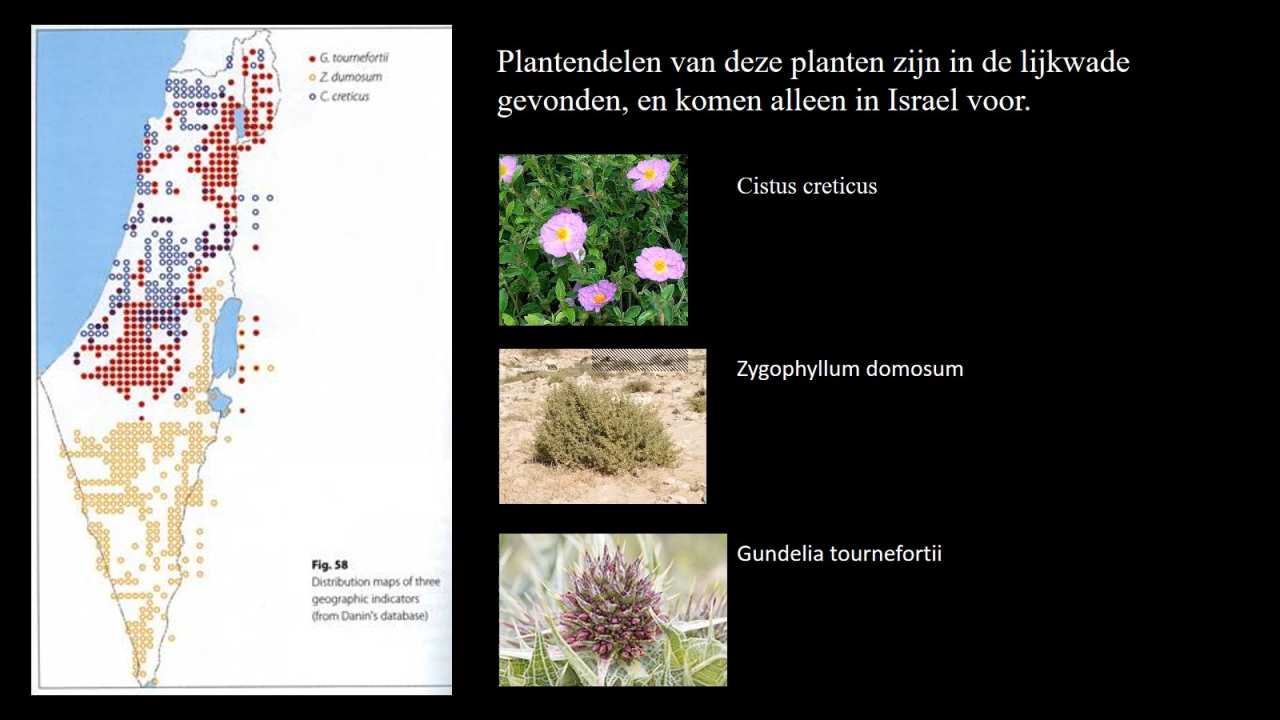 G. tournefortii
Z. dumosum
C. creticus
Fig. 58
Distribution maps of three
geographic indicators
(from Danin's database)
Plantendelen van deze planten zijn in de lijkwade
gevonden, en komen alleen in Israel voor.
Cistus creticus
Zygophyllum domosum
Gundelia tournefortii